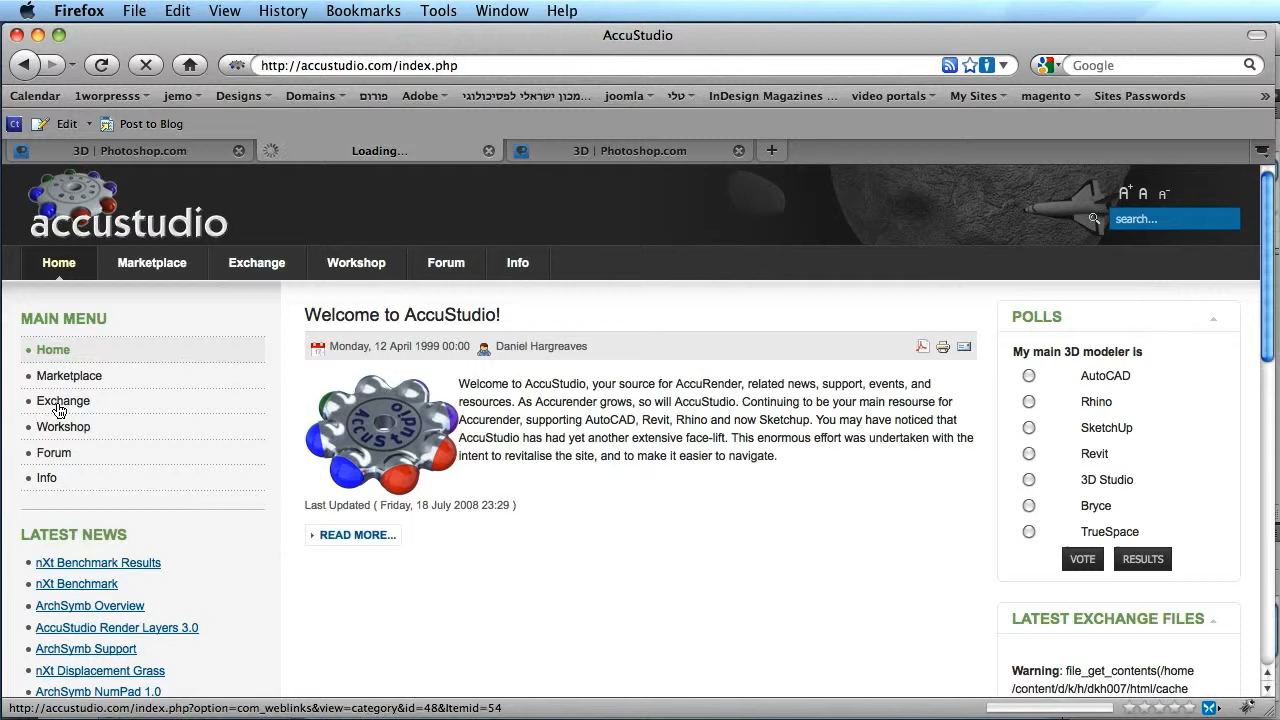 Firefox File Edit View History Bookmarks Tools Window Help
AccuStudio
http://accustudio.com/index.php
Google
Calendar 1worpresss jemo Designs Domains פורום Adobe מכון ישראלי לפסיכולוגי... joomla טלי InDesign Magazines ... video portals My Sites magento Sites Passwords »
Ct Edit Post to Blog
3D | Photoshop.com Loading... 3D | Photoshop.com +
A+ A A-
accustudio
search...
Home Marketplace Exchange Workshop Forum Info
MAIN MENU
Home
Marketplace
Exchange
Workshop
Forum
Info
LATEST NEWS
nXt Benchmark Results
nXt Benchmark
ArchSymb Overview
AccuStudio Render Layers 3.0
ArchSymb Support
nXt Displacement Grass
ArchSymb NumPad 1.0
Welcome to AccuStudio!
Monday, 12 April 1999 00:00 Daniel Hargreaves
AccuStudio
Welcome to AccuStudio, your source for AccuRender, related news, support, events, and
resources. As Accurender grows, so will AccuStudio. Continuing to be your main resourse for
Accurender, supporting AutoCAD, Revit, Rhino and now Sketchup. You may have noticed that
AccuStudio has had yet another extensive face-lift. This enormous effort was undertaken with the
intent to revitalise the site, and to make it easier to navigate.
Last Updated ( Friday, 18 July 2008 23:29 )
READ MORE...
POLLS
My main 3D modeler is
AutoCAD
Rhino
SketchUp
Revit
3D Studio
Bryce
TrueSpace
VOTE RESULTS
LATEST EXCHANGE FILES
Warning: file_get_contents(/home
/content/d/k/h/dkh007/html/cache
http://accustudio.com/index.php?option=com_weblinks&view=category&id=48&Itemid=54